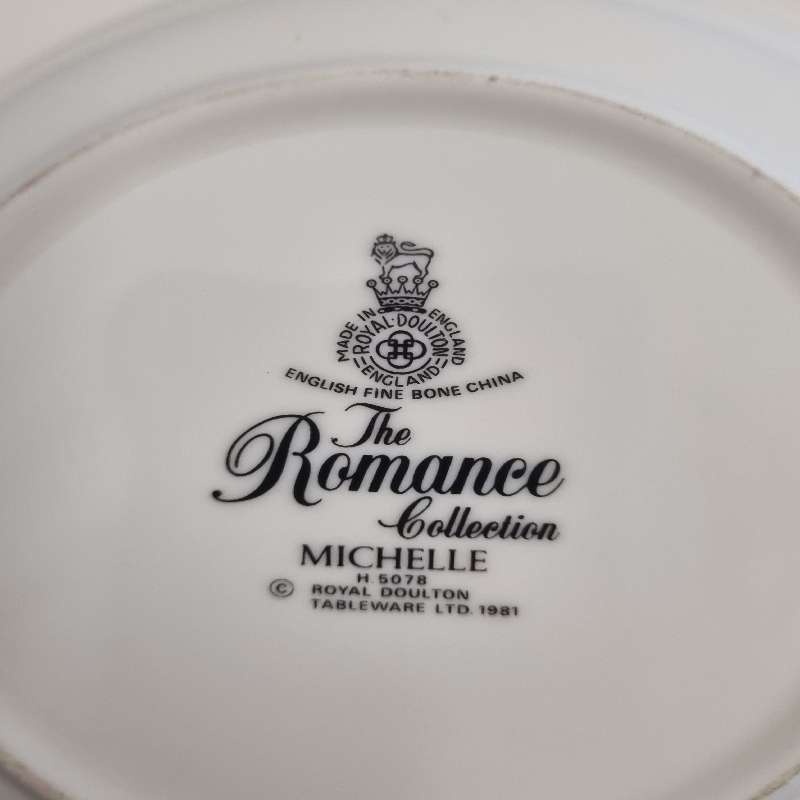 MADE IN ENGLAND
ROYAL DOULTON
ENGLAND
ENGLISH FINE BONE CHINA
The
Romance
Collection
MICHELLE
H. 5078
© ROYAL DOULTON
TABLEWARE LTD. 1981